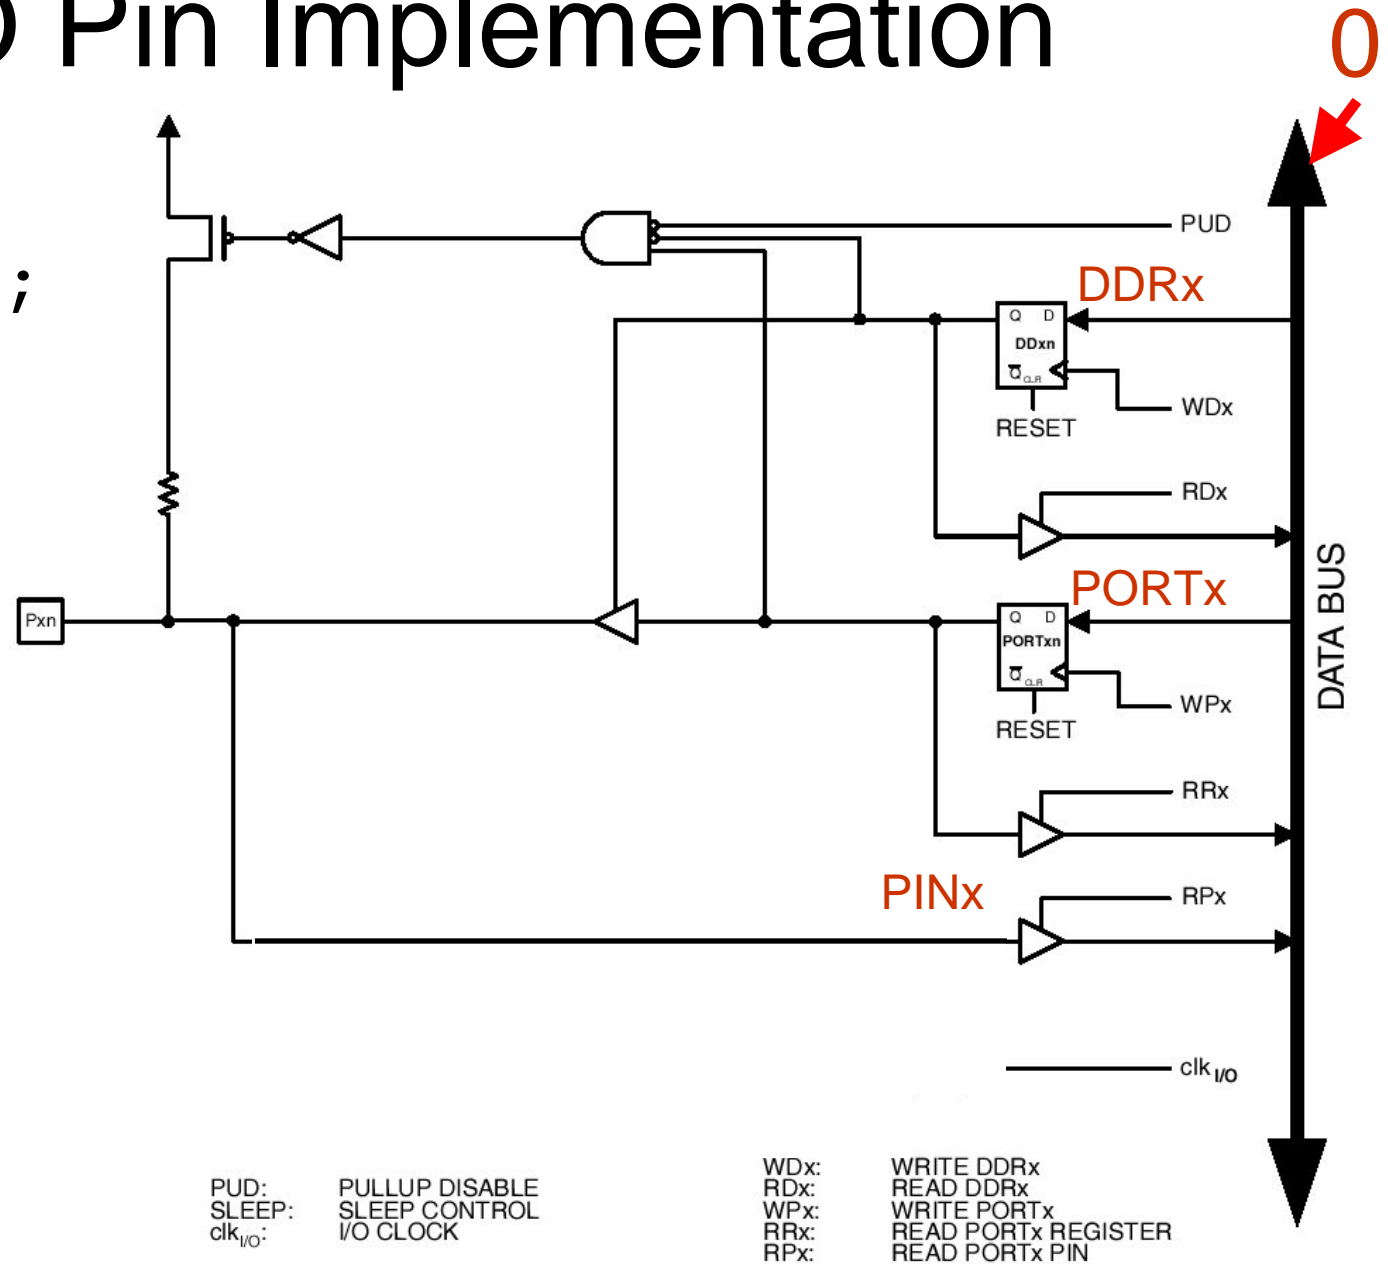 Pin Implementation
0
PUD
;
DDRx
Q D
DDxn
Q CLR
WDx
RESET
RDx
DATA BUS
PORTx
Pxn
Q D
PORTxn
Q CLR
WPx
RESET
RRx
PINx
RPx
clk I/O
PUD: PULLUP DISABLE
SLEEP: SLEEP CONTROL
clkI/O: I/O CLOCK
WDx: WRITE DDRx
RDx: READ DDRx
WPx: WRITE PORTx
RRx: READ PORTx REGISTER
RPx: READ PORTx PIN